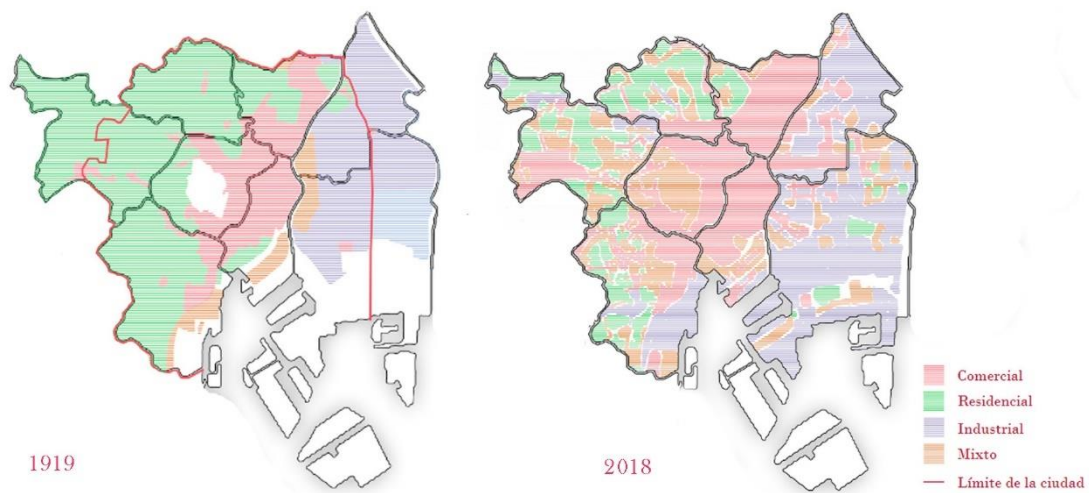 1919
2018
Comercial
Residencial
Industrial
Mixto
Límite de la ciudad